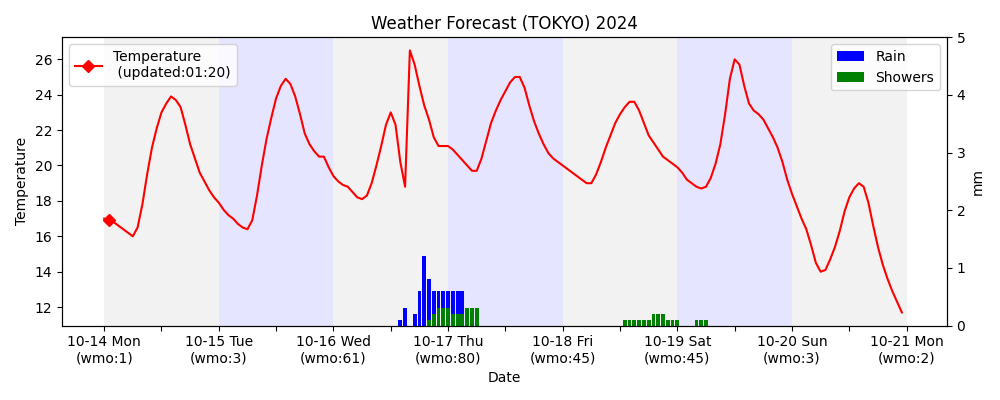 Weather Forecast (TOKYO) 2024
Temperature
(updated:01:20)
Rain
Showers
Temperature
26
24
22
20
18
16
14
12
5
4
3
2
1
0
mm
10-14 Mon
(wmo:1)
10-15 Tue
(wmo:3)
10-16 Wed
(wmo:61)
10-17 Thu
(wmo:80)
10-18 Fri
(wmo:45)
10-19 Sat
(wmo:45)
10-20 Sun
(wmo:3)
10-21 Mon
(wmo:2)
Date